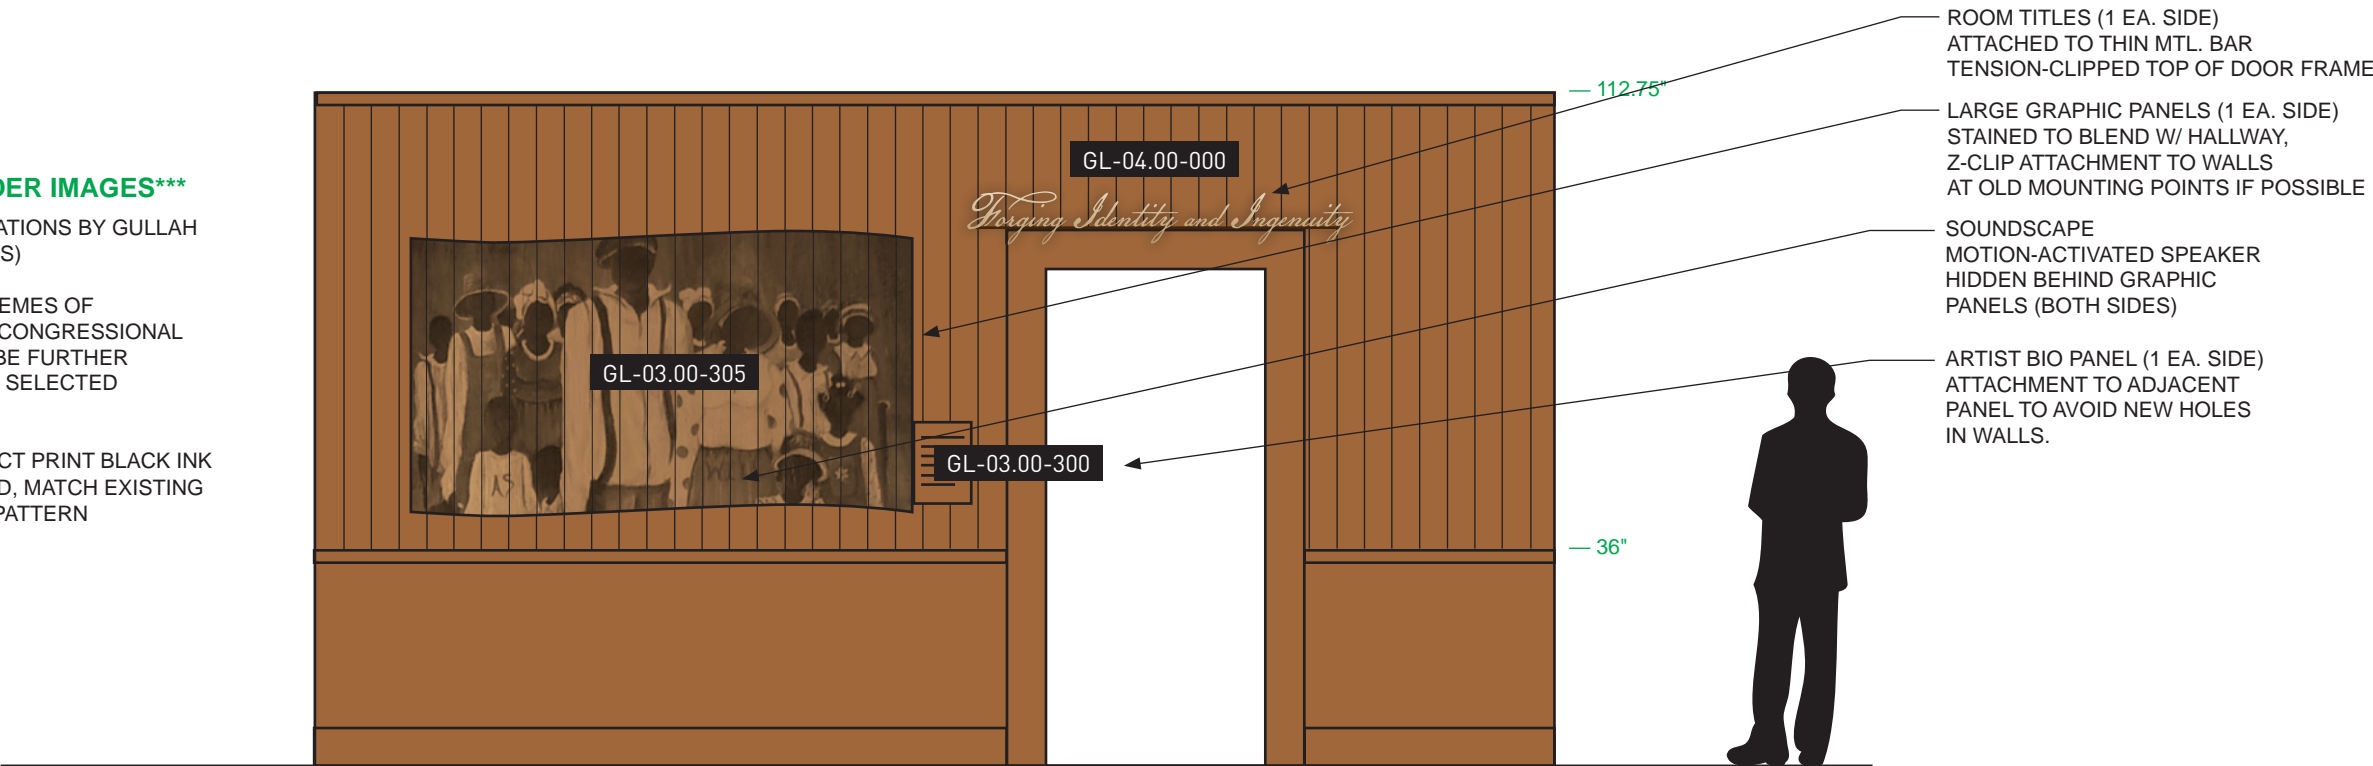 DER IMAGES***
ATIONS BY GULLAH
S)
EMES OF
CONGRESSIONAL
BE FURTHER
SELECTED
CT PRINT BLACK INK
D, MATCH EXISTING
PATTERN
GL-04.00-000
Forging Identity and Ingenuity
GL-03.00-305
GL-03.00-300
AS
— 112.75"
— 36"
ROOM TITLES (1 EA. SIDE)
ATTACHED TO THIN MTL. BAR
TENSION-CLIPPED TOP OF DOOR FRAME
LARGE GRAPHIC PANELS (1 EA. SIDE)
STAINED TO BLEND W/ HALLWAY,
Z-CLIP ATTACHMENT TO WALLS
AT OLD MOUNTING POINTS IF POSSIBLE
SOUNDSCAPE
MOTION-ACTIVATED SPEAKER
HIDDEN BEHIND GRAPHIC
PANELS (BOTH SIDES)
ARTIST BIO PANEL (1 EA. SIDE)
ATTACHMENT TO ADJACENT
PANEL TO AVOID NEW HOLES
IN WALLS.